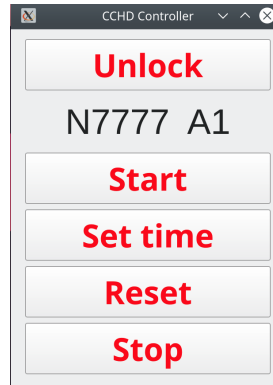 CCHD Controller
Unlock
N7777 A1
Start
Set time
Reset
Stop